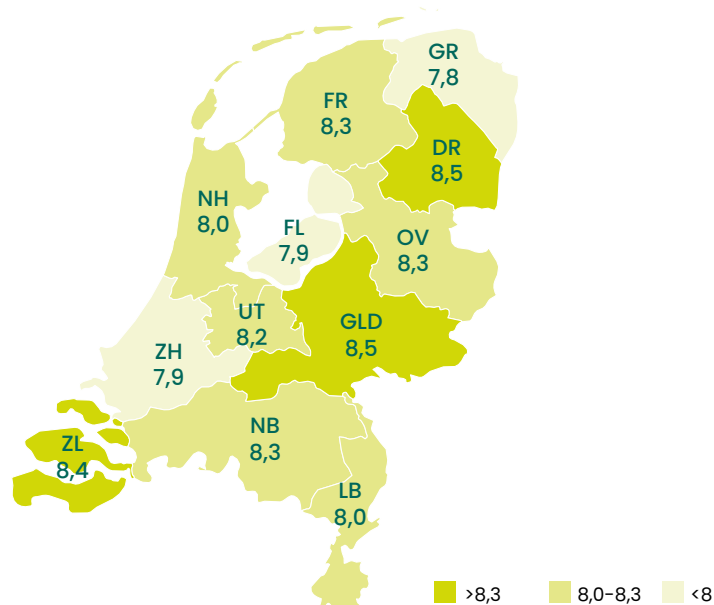 GR
7,8
FR
8,3
DR
8,5
NH
8,0
FL
7,9
OV
8,3
UT
8,2
GLD
8,5
ZH
7,9
NB
8,3
ZL
8,4
LB
8,0
>8,3
8,0-8,3
<8